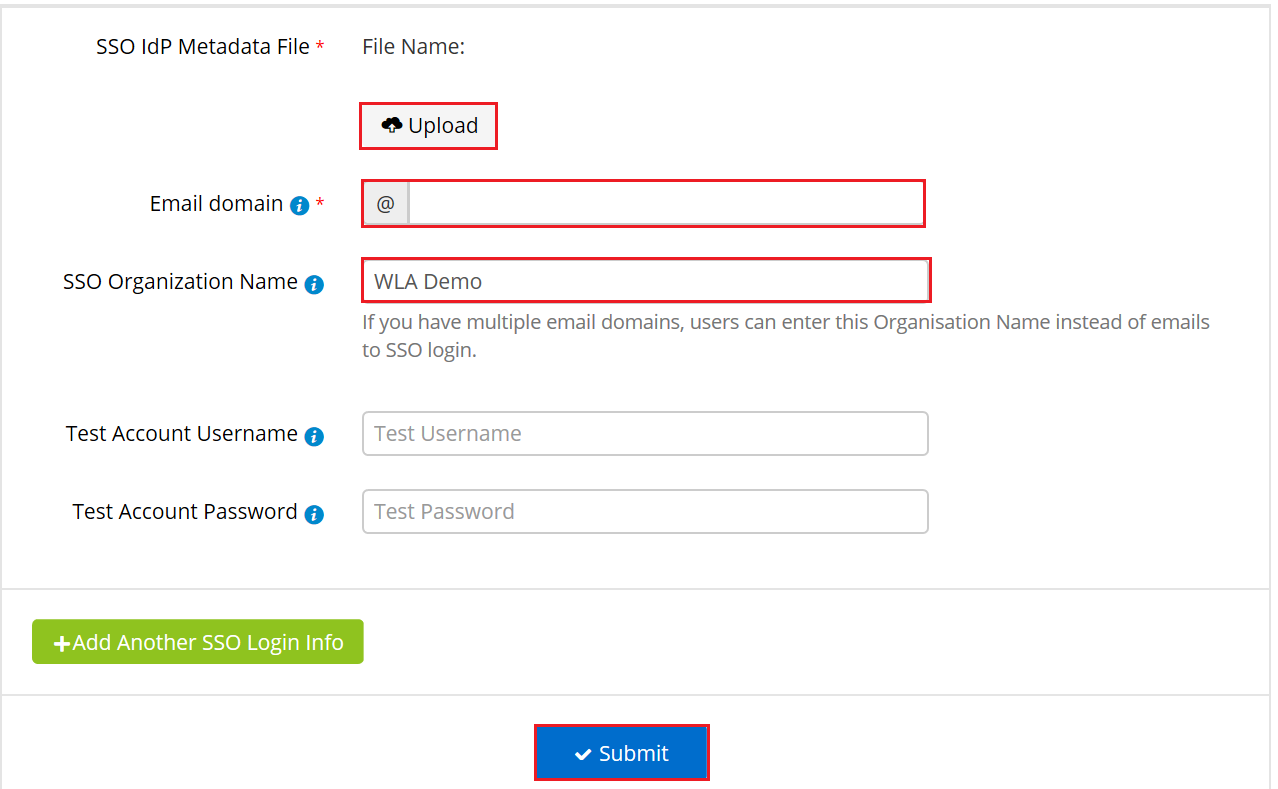 SSO IdP Metadata File * File Name:
Upload
Email domain i * @
SSO Organization Name i WLA Demo
If you have multiple email domains, users can enter this Organisation Name instead of emails
to SSO login.
Test Account Username i Test Username
Test Account Password i Test Password
+Add Another SSO Login Info
Submit